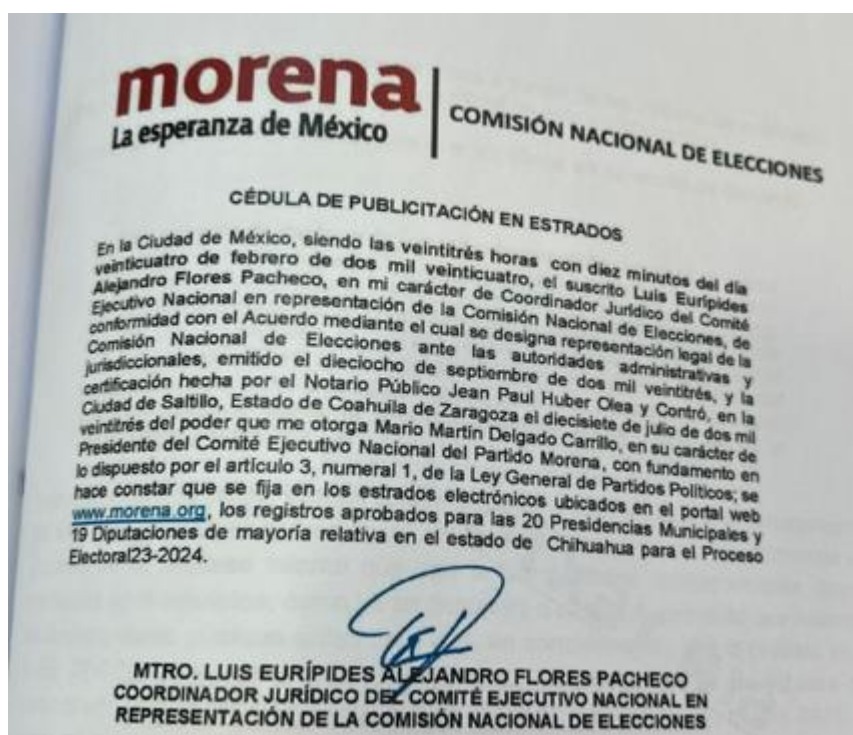 morena
La esperanza de México
COMISIÓN NACIONAL DE ELECCIONES
CÉDULA DE PUBLICITACIÓN EN ESTRADOS
En la Ciudad de México, siendo las veintitrés horas con diez minutos del día
veinticuatro de febrero de dos mil veinticuatro, el suscrito Luis Eurípides
Alejandro Flores Pacheco, en mi carácter de Coordinador Jurídico del Comité
Ejecutivo Nacional en representación de la Comisión Nacional de Elecciones, de
conformidad con el Acuerdo mediante el cual se designa representación legal de la
Comisión Nacional de Elecciones ante las autoridades administrativas y
jurisdiccionales, emitido el dieciocho de septiembre de dos mil veintitrés, y la
certificación hecha por el Notario Público Jean Paul Huber Olea y Contró, en la
Ciudad de Saltillo, Estado de Coahuila de Zaragoza el diecisiete de julio de dos mil
veintitrés del poder que me otorga Mario Martín Delgado Carrillo, en su carácter de
Presidente del Comité Ejecutivo Nacional del Partido Morena, con fundamento en
lo dispuesto por el artículo 3, numeral 1, de la Ley General de Partidos Políticos; se
hace constar que se fija en los estrados electrónicos ubicados en el portal web
www.morena.org, los registros aprobados para las 20 Presidencias Municipales y
19 Diputaciones de mayoría relativa en el estado de Chihuahua para el Proceso
Electoral23-2024.
MTRO. LUIS EURÍPIDES ALEJANDRO FLORES PACHECO
COORDINADOR JURÍDICO DEL COMITÉ EJECUTIVO NACIONAL EN
REPRESENTACIÓN DE LA COMISIÓN NACIONAL DE ELECCIONES